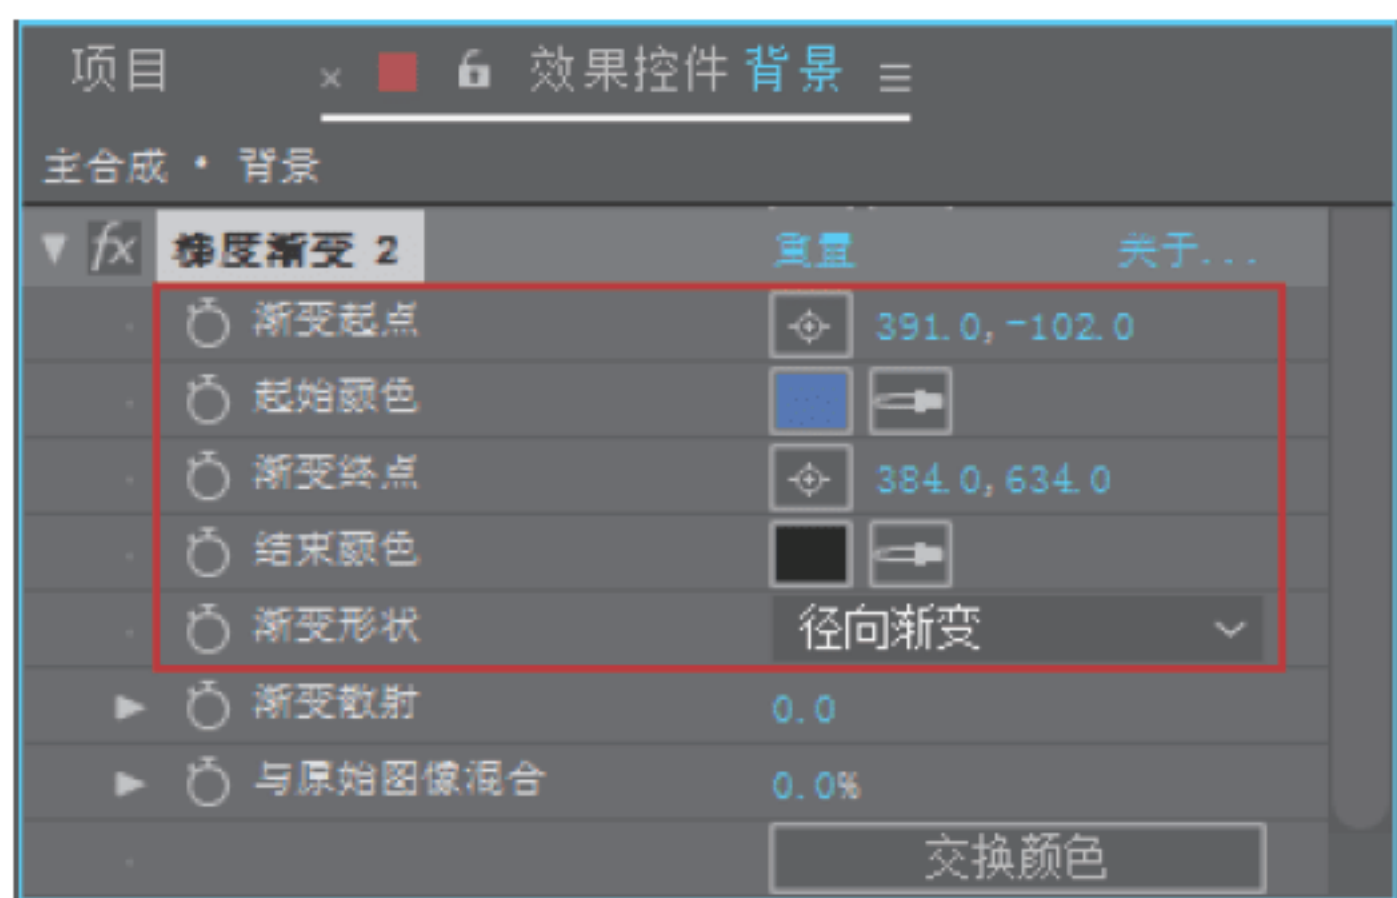 项目 × 效果控件 背景 ≡
主合成 • 背景
fx 梯度渐变 2 重置 关于...
渐变起点 391.0,-102.0
起始颜色
渐变终点 384.0,634.0
结束颜色
渐变形状 径向渐变
渐变散射 0.0
与原始图像混合 0.0%
交换颜色